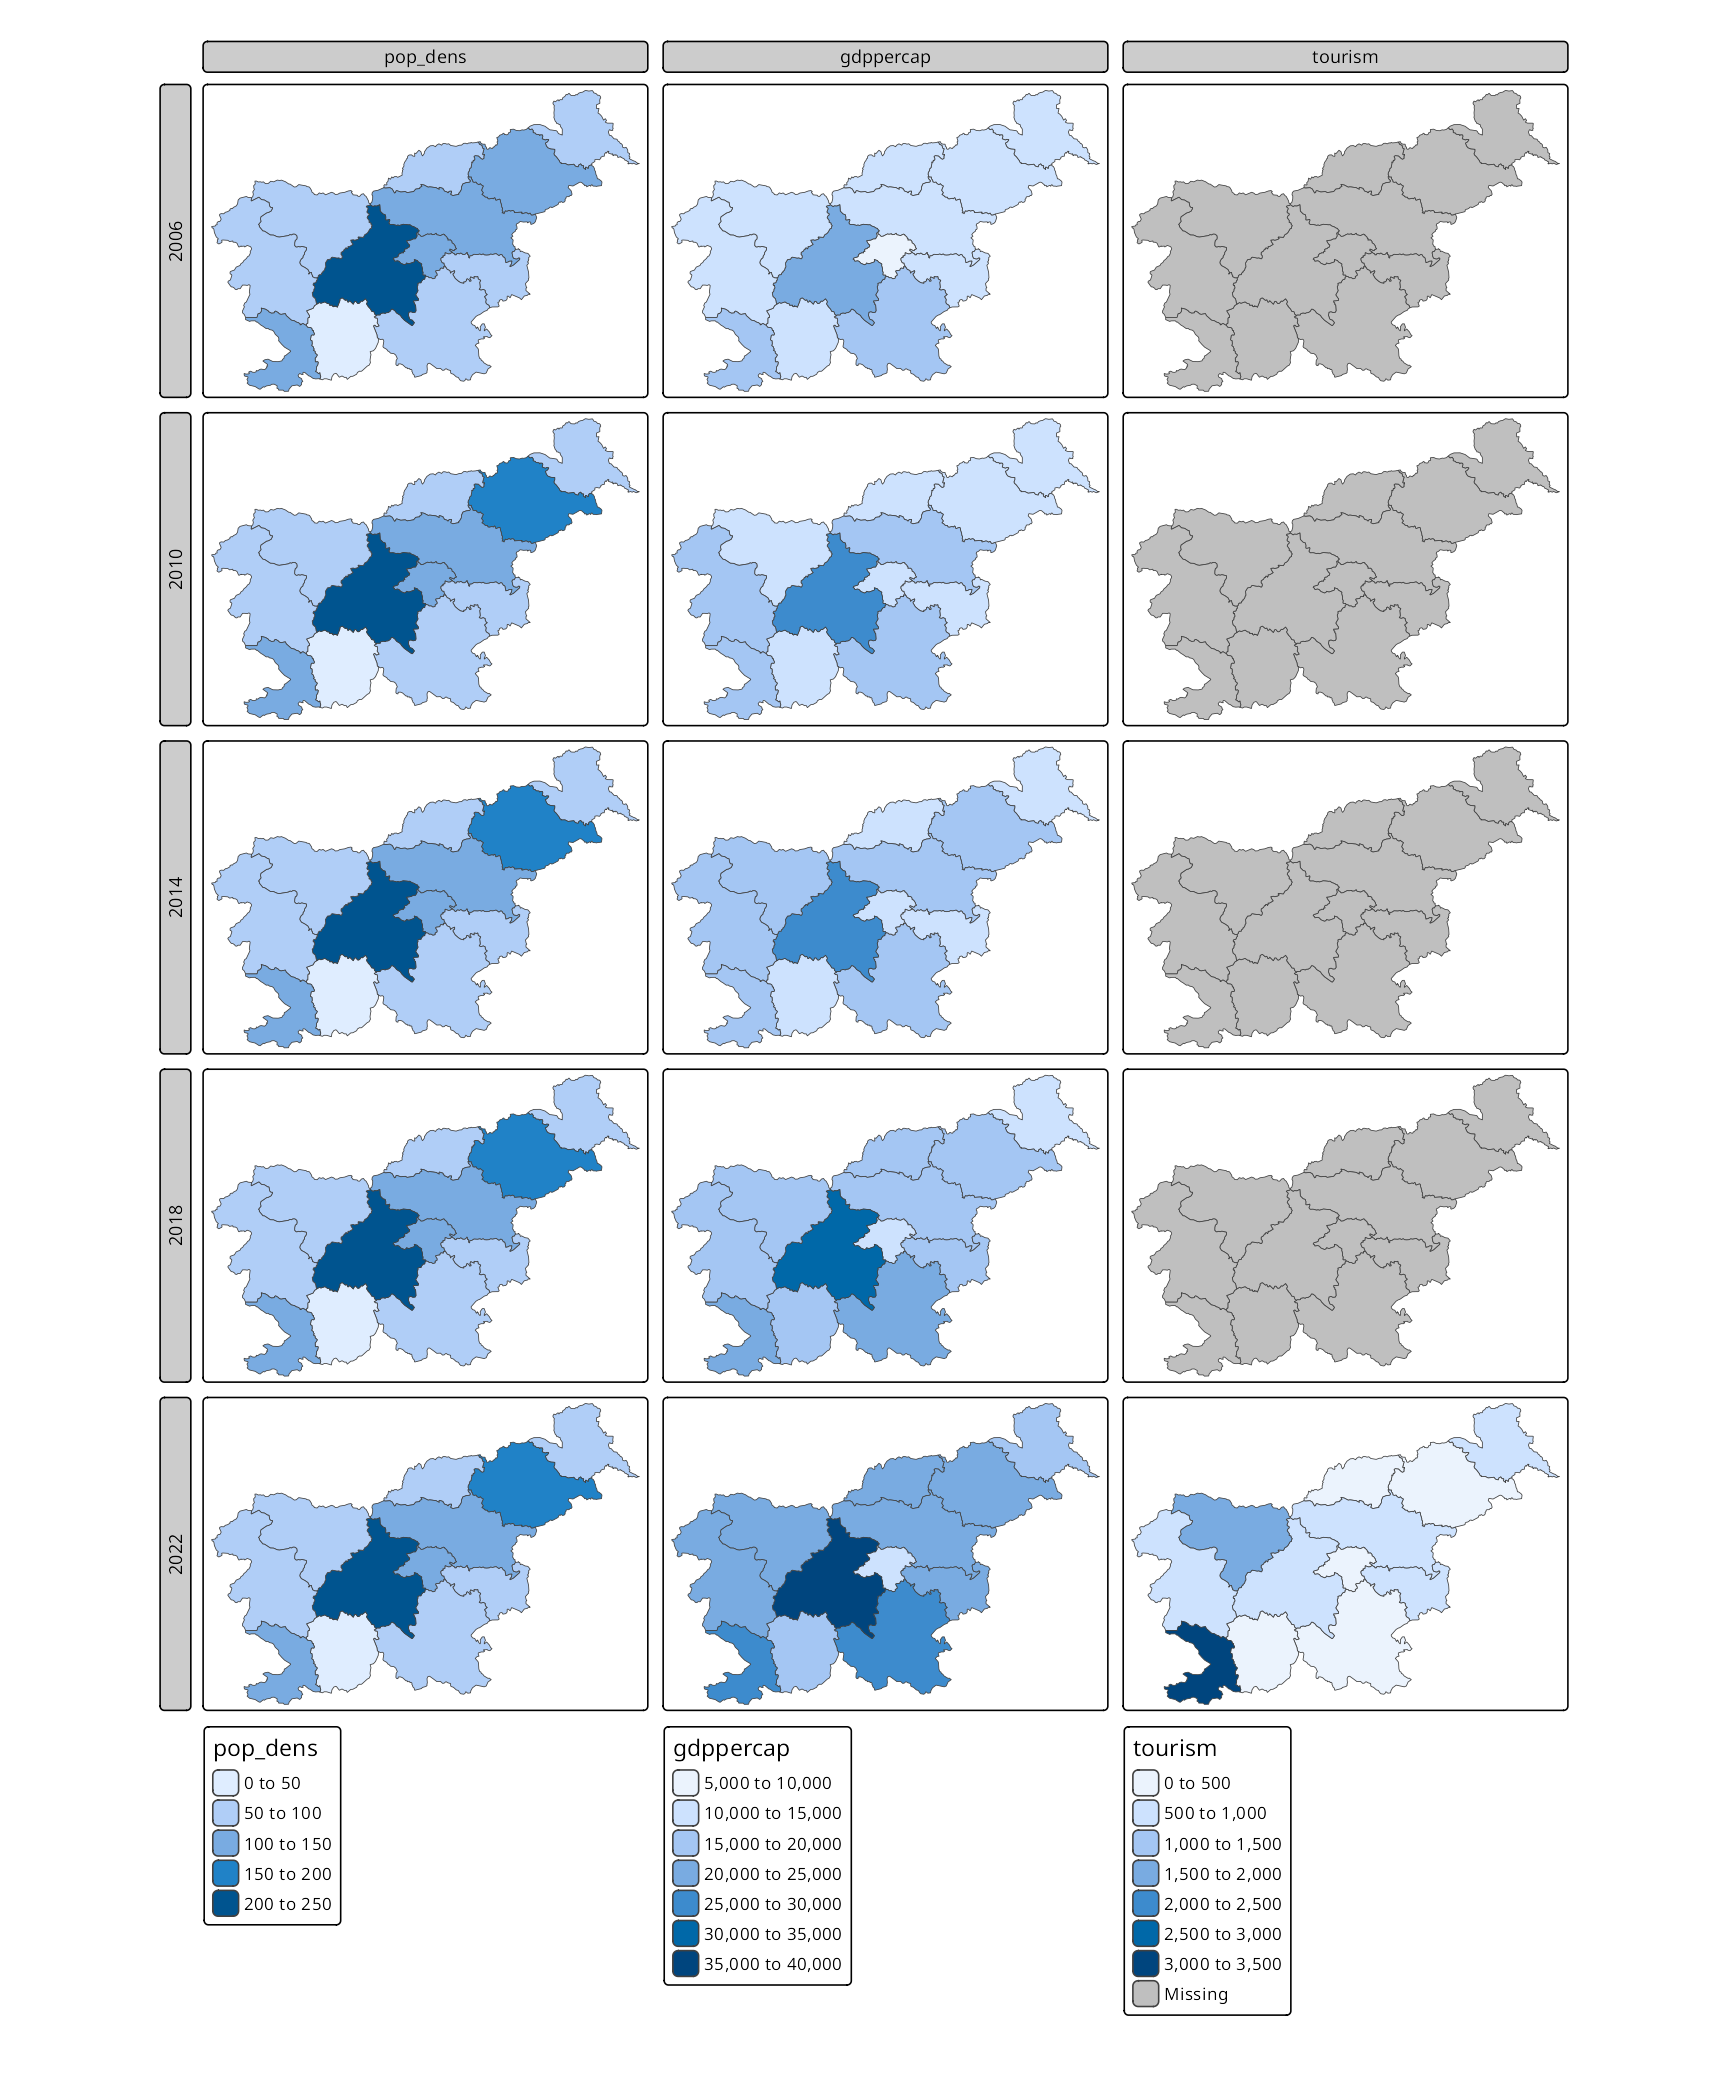 pop_dens
gdppercap
tourism
2006
2010
2014
2018
2022
pop_dens
0 to 50
50 to 100
100 to 150
150 to 200
200 to 250
gdppercap
5,000 to 10,000
10,000 to 15,000
15,000 to 20,000
20,000 to 25,000
25,000 to 30,000
30,000 to 35,000
35,000 to 40,000
tourism
0 to 500
500 to 1,000
1,000 to 1,500
1,500 to 2,000
2,000 to 2,500
2,500 to 3,000
3,000 to 3,500
Missing